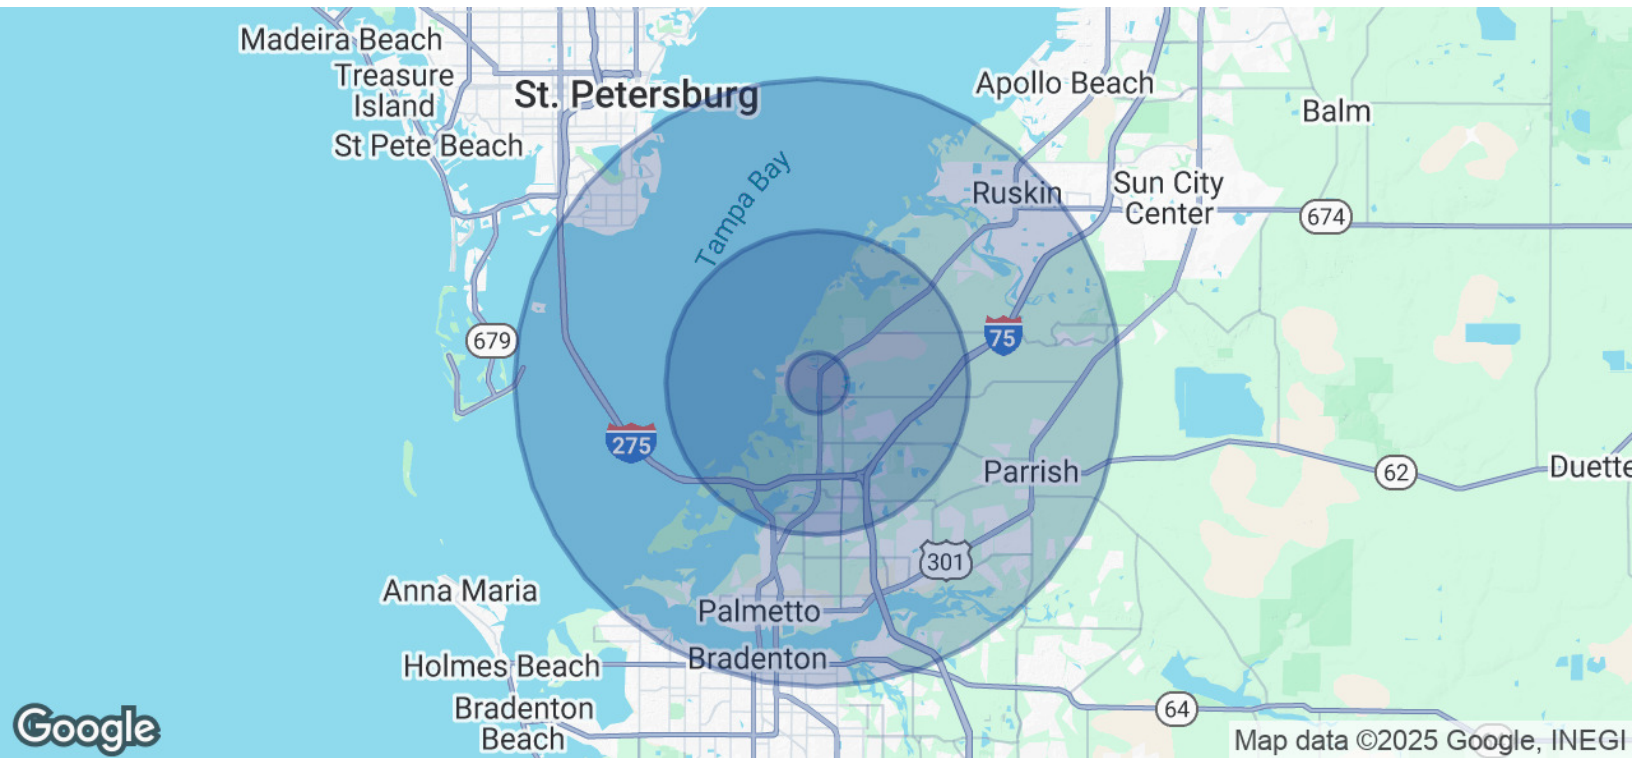 Madeira Beach
Treasure
Island
St. Petersburg
Apollo Beach
Balm
St Pete Beach
Tampa Bay
Ruskin
Sun City
Center
674
679
75
275
Parrish
62
Duette
301
Anna Maria
Palmetto
Holmes Beach
Bradenton
Bradenton
Beach
64
Google
Map data ©2025 Google, INEGI